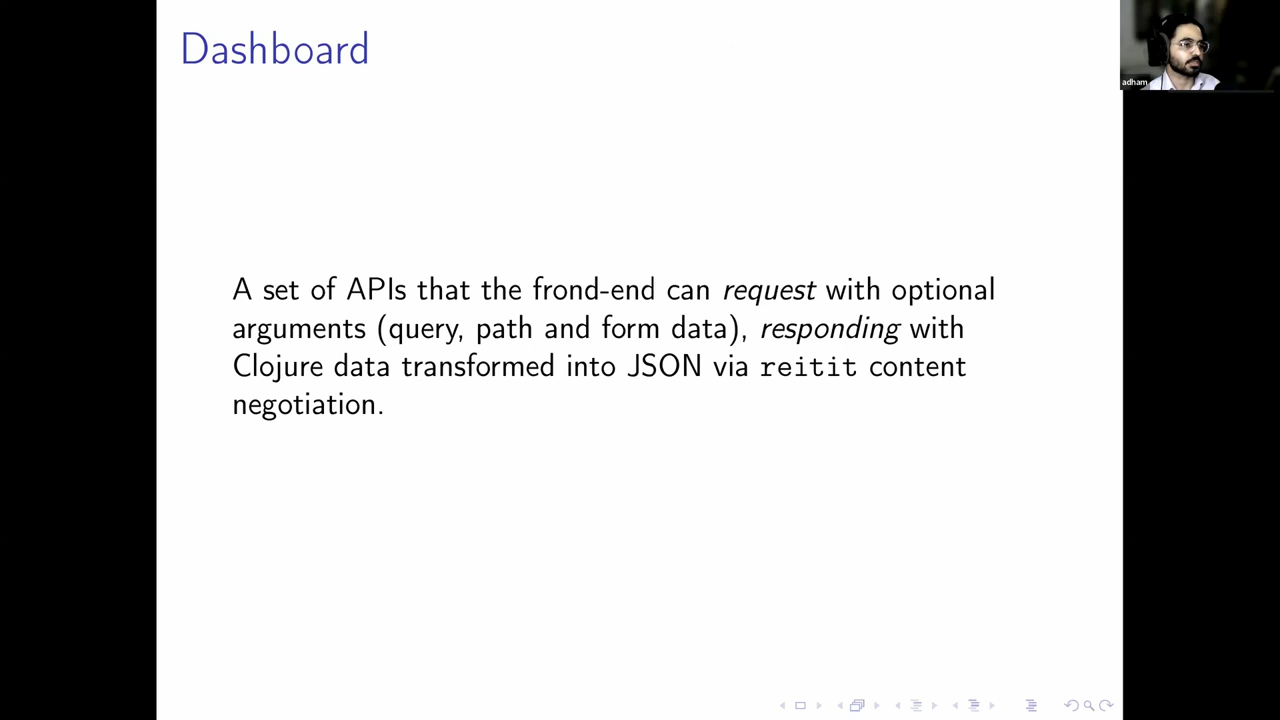 Dashboard
adham
A set of APIs that the frond-end can request with optional
arguments (query, path and form data), responding with
Clojure data transformed into JSON via reitit content
negotiation.